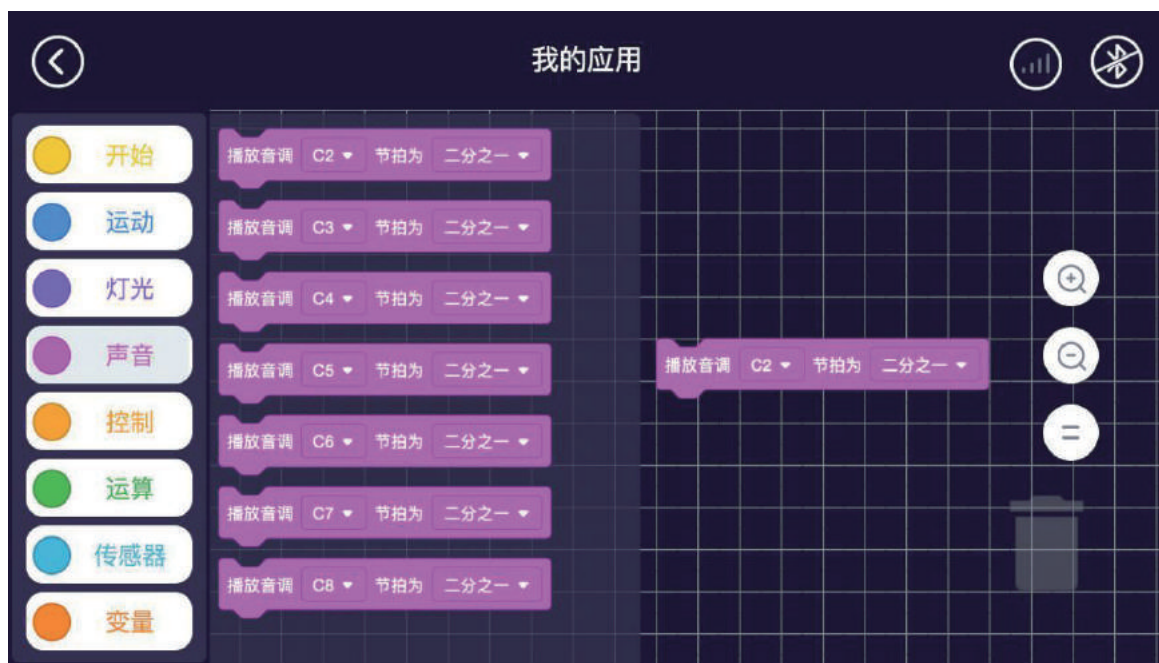 我的应用
开始
运动
灯光
声音
控制
运算
传感器
变量
播放音调 C2 节拍为 二分之一
播放音调 C3 节拍为 二分之一
播放音调 C4 节拍为 二分之一
播放音调 C5 节拍为 二分之一
播放音调 C6 节拍为 二分之一
播放音调 C7 节拍为 二分之一
播放音调 C8 节拍为 二分之一
播放音调 C2 节拍为 二分之一